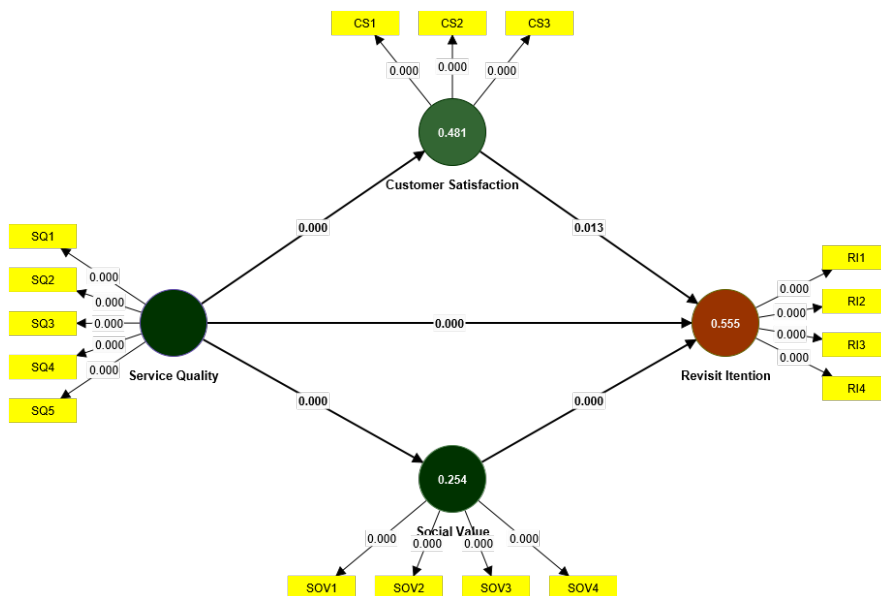 CS1 CS2 CS3
0.000 0.000 0.000
0.481
Customer Satisfaction
0.000 0.013
SQ1
SQ2
SQ3
SQ4
SQ5
0.000
0.000
0.000
0.000
0.000
Service Quality
0.000
RI1
RI2
RI3
RI4
0.000
0.000
0.000
0.000
0.555
Revisit Itention
0.000 0.000
0.254
Social Value
0.000 0.000 0.000 0.000
SOV1 SOV2 SOV3 SOV4